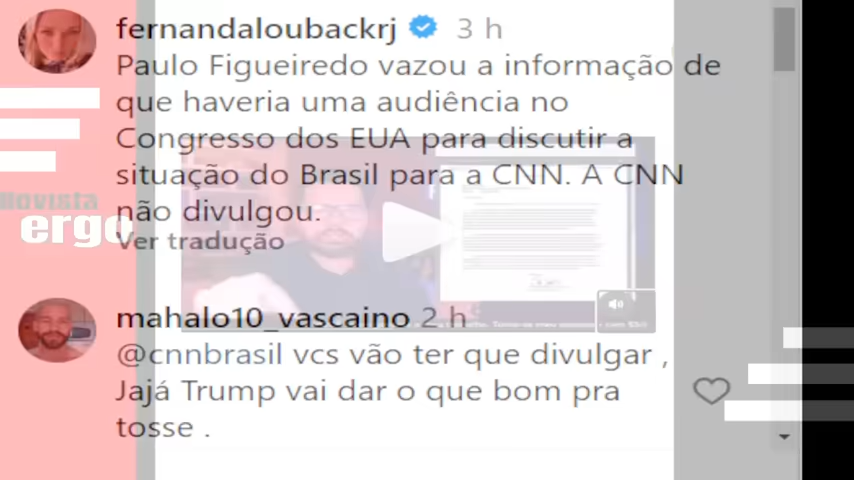 fernandaloubackrj 3 h
Paulo Figueiredo vazou a informação de
que haveria uma audiência no
Congresso dos EUA para discutir a
situação do Brasil para a CNN. A CNN
não divulgou.
Ver tradução
Revista
ergo
mahalo10_vascaino 2 h
@cnnbrasil vcs vão ter que divulgar ,
Jajá Trump vai dar o que bom pra
tosse .